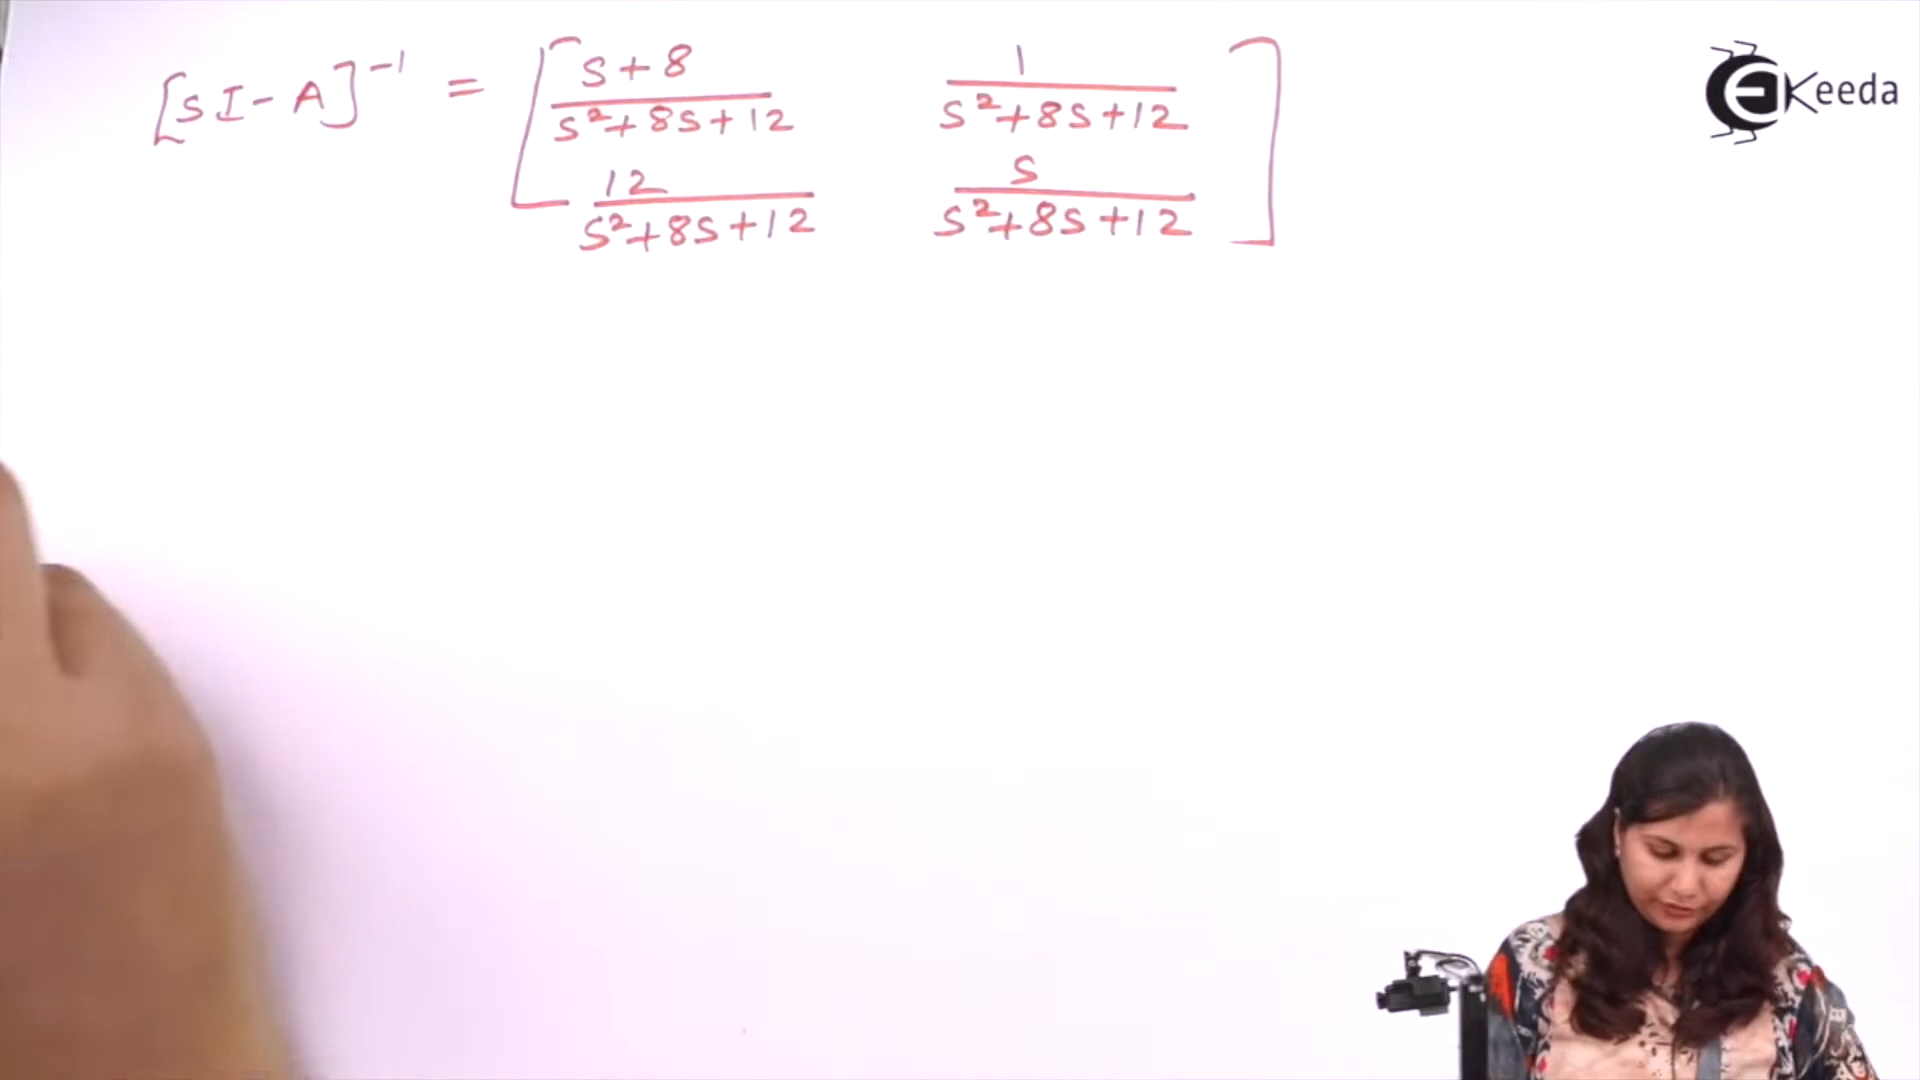 [SI-A]⁻¹ = [ S+8 / S²+8S+12   1 / S²+8S+12
12 / S²+8S+12   S / S²+8S+12 ]
EKeeda